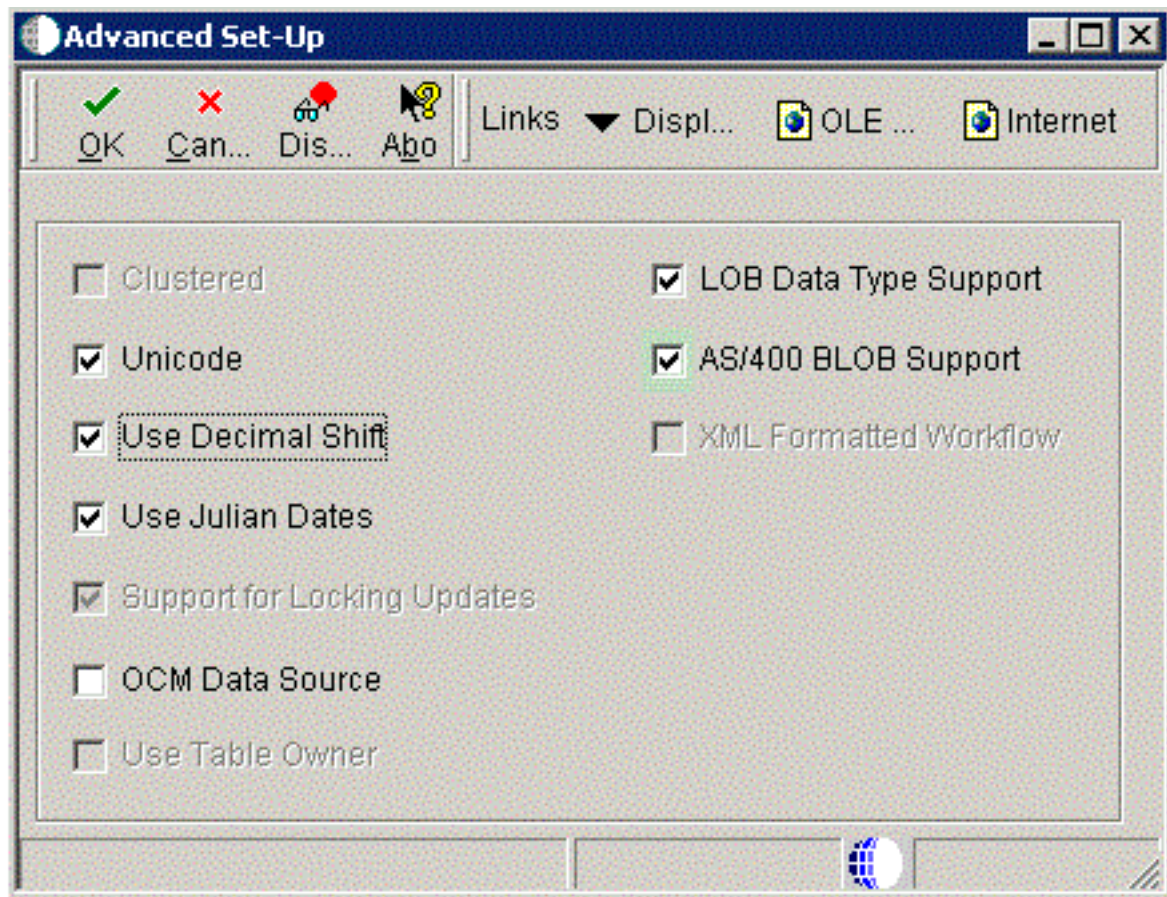 Advanced Set-Up
OK Can... Dis... Abo Links Displ... OLE ... Internet
Clustered
LOB Data Type Support
Unicode
AS/400 BLOB Support
Use Decimal Shift
XML Formatted Workflow
Use Julian Dates
Support for Locking Updates
OCM Data Source
Use Table Owner